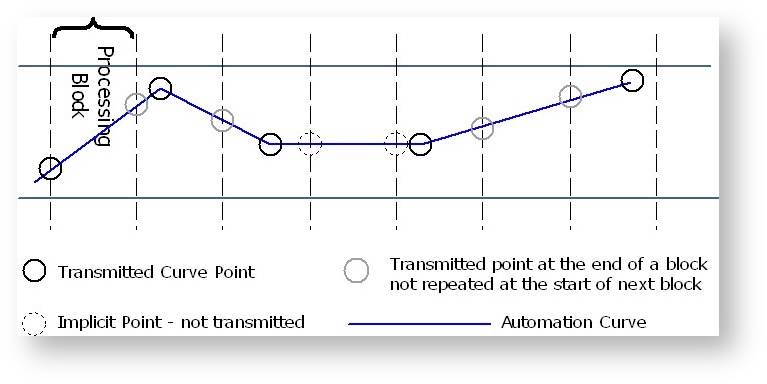 Processing
Block
Transmitted Curve Point
Transmitted point at the end of a block
not repeated at the start of next block
Implicit Point - not transmitted
Automation Curve